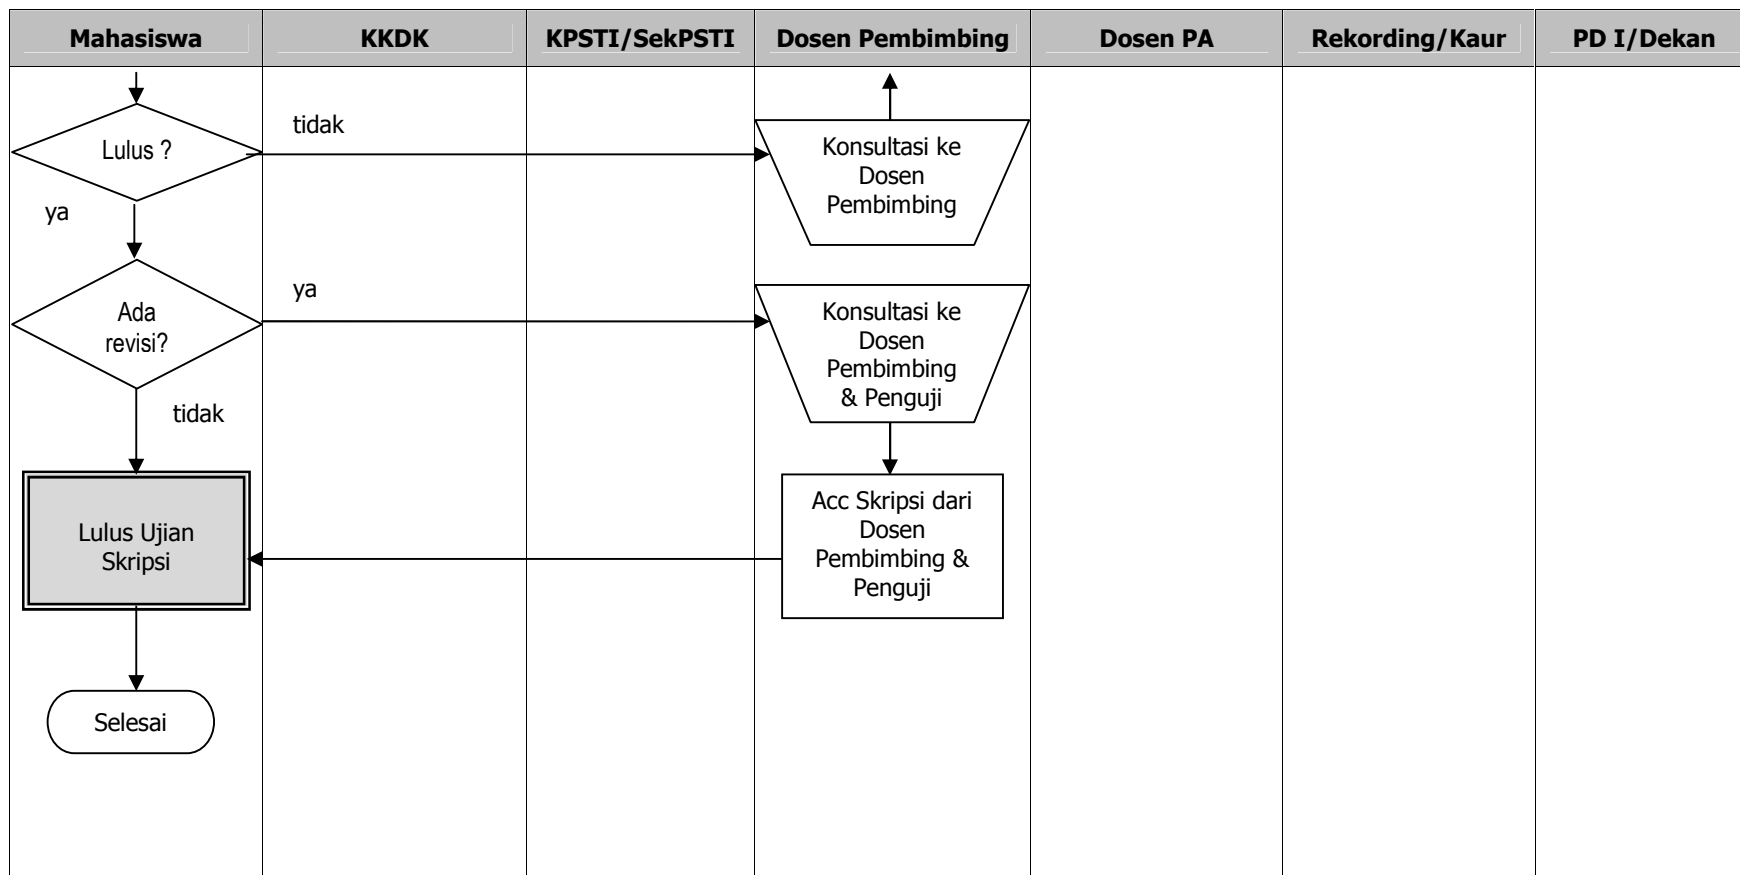 Mahasiswa
KKDK
KPSTI/SekPSTI
Dosen Pembimbing
Dosen PA
Rekording/Kaur
PD I/Dekan
Lulus ?
tidak
Konsultasi ke
Dosen
Pembimbing
ya
Ada
revisi?
ya
Konsultasi ke
Dosen
Pembimbing
& Penguji
tidak
Lulus Ujian
Skripsi
Acc Skripsi dari
Dosen
Pembimbing &
Penguji
Selesai